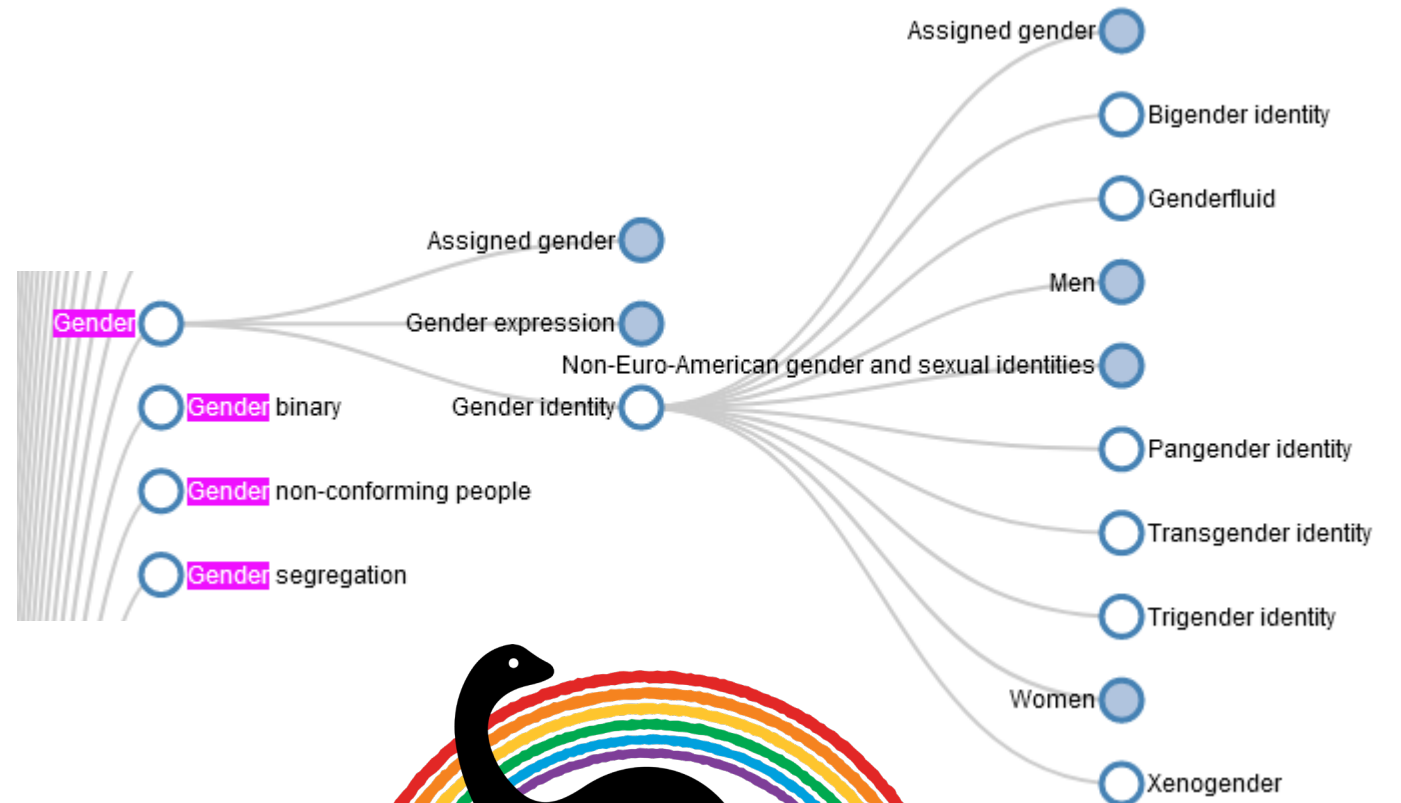 Assigned gender
Bigender identity
Genderfluid
Assigned gender
Men
Gender
Gender expression
Non-Euro-American gender and sexual identities
Gender binary
Gender identity
Pangender identity
Gender non-conforming people
Transgender identity
Gender segregation
Trigender identity
Women
Xenogender